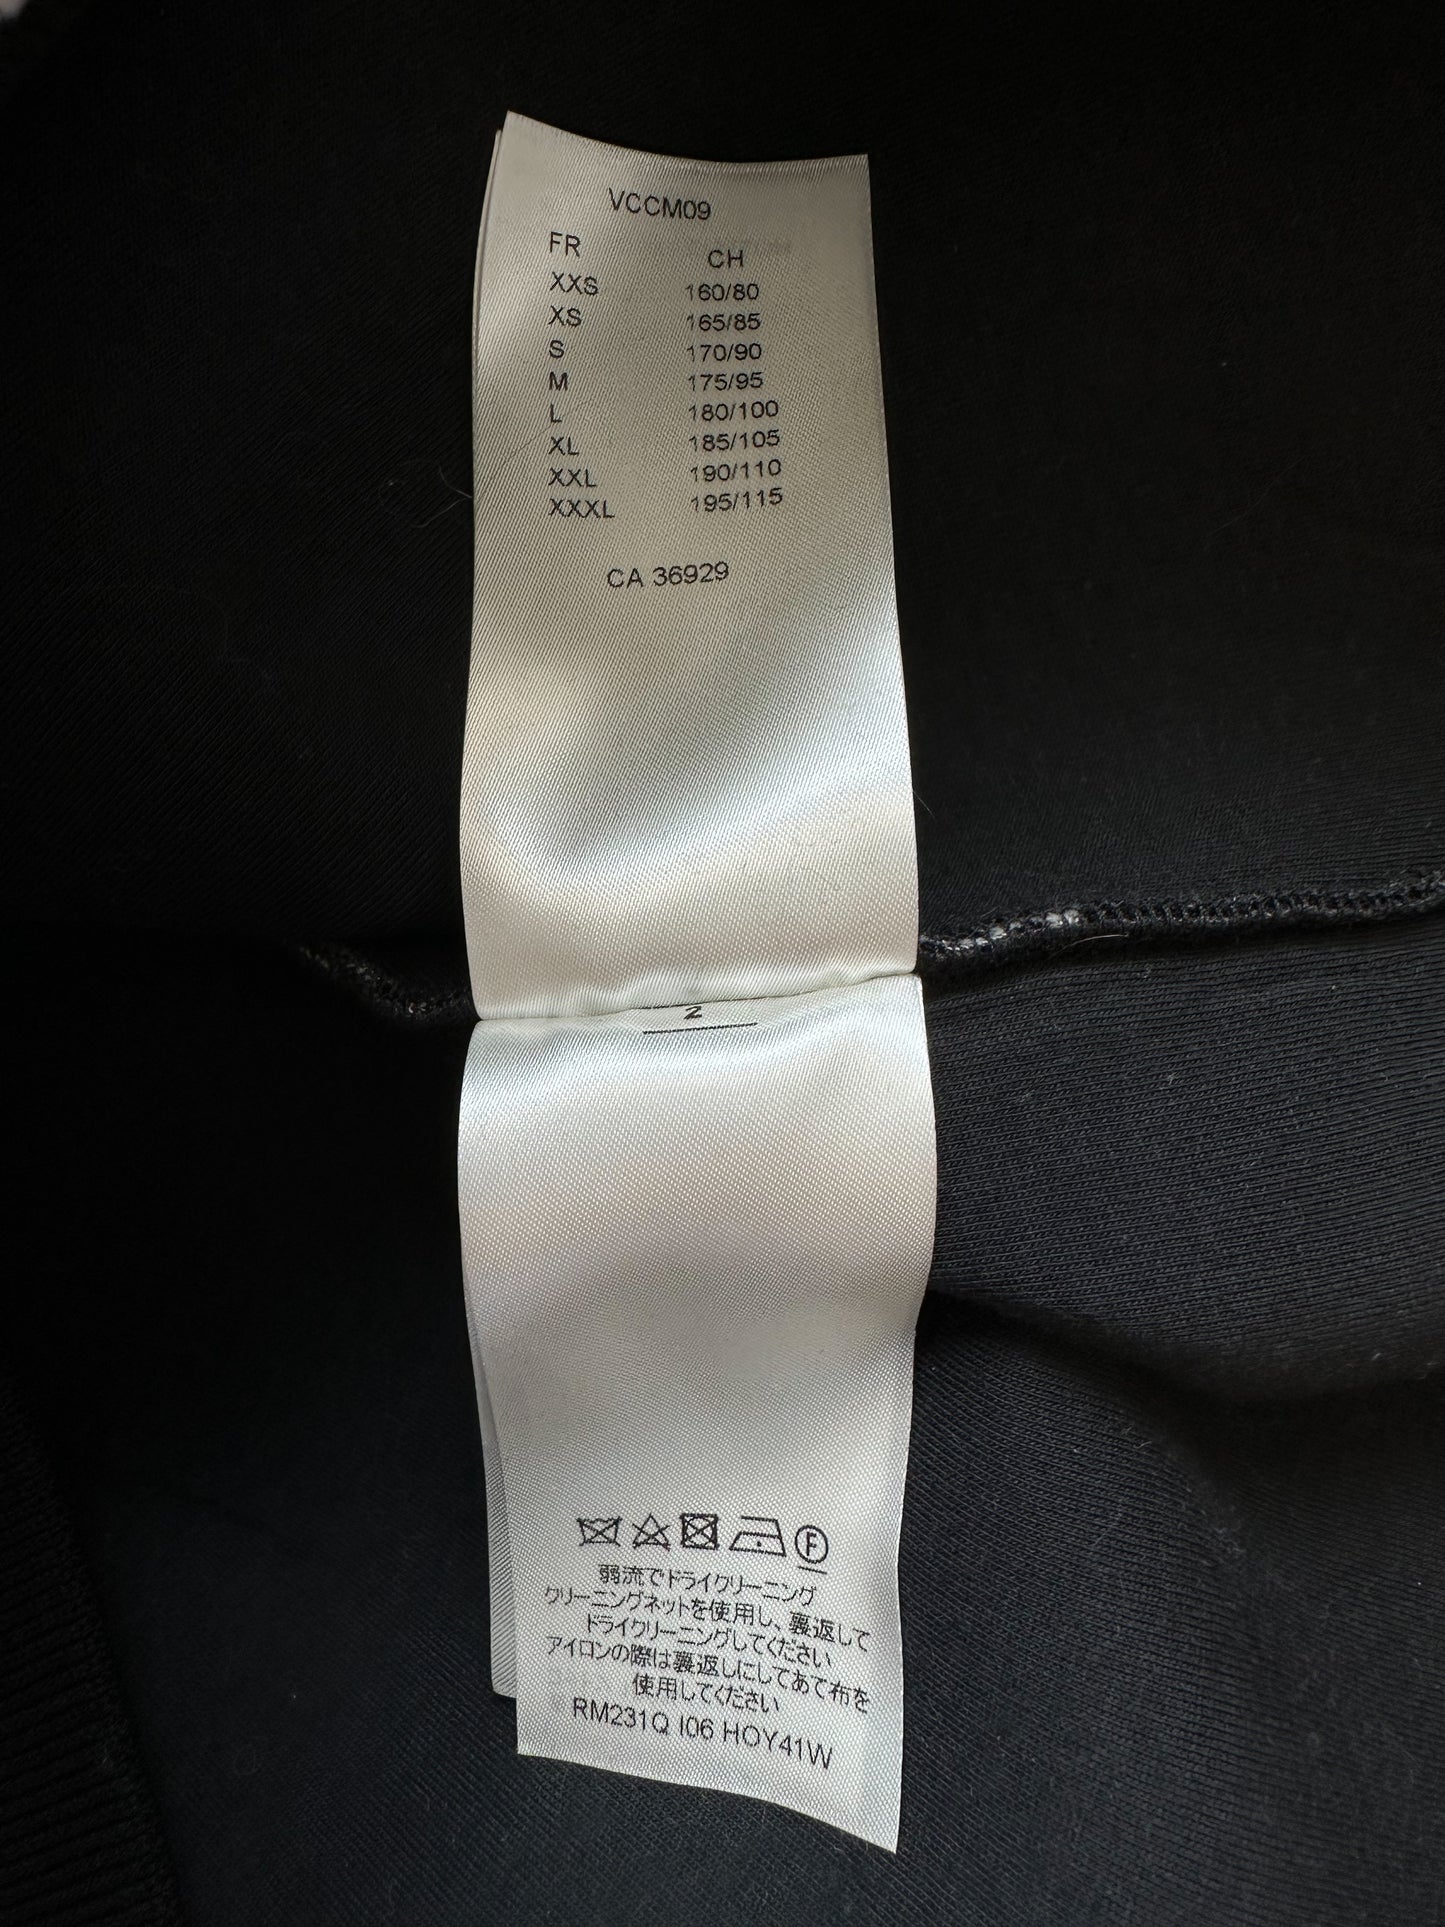 VCCM09
FR CH
XXS 160/80
XS 165/85
S 170/90
M 175/95
L 180/100
XL 185/105
XXL 190/110
XXXL 195/115
CA 36929
2
F
弱流でドライクリーニング
クリーニングネットを使用し、裏返して
ドライクリーニングしてください
アイロンの際は裏返しにしてあて布を
使用してください
RM231Q I06 HOY41W